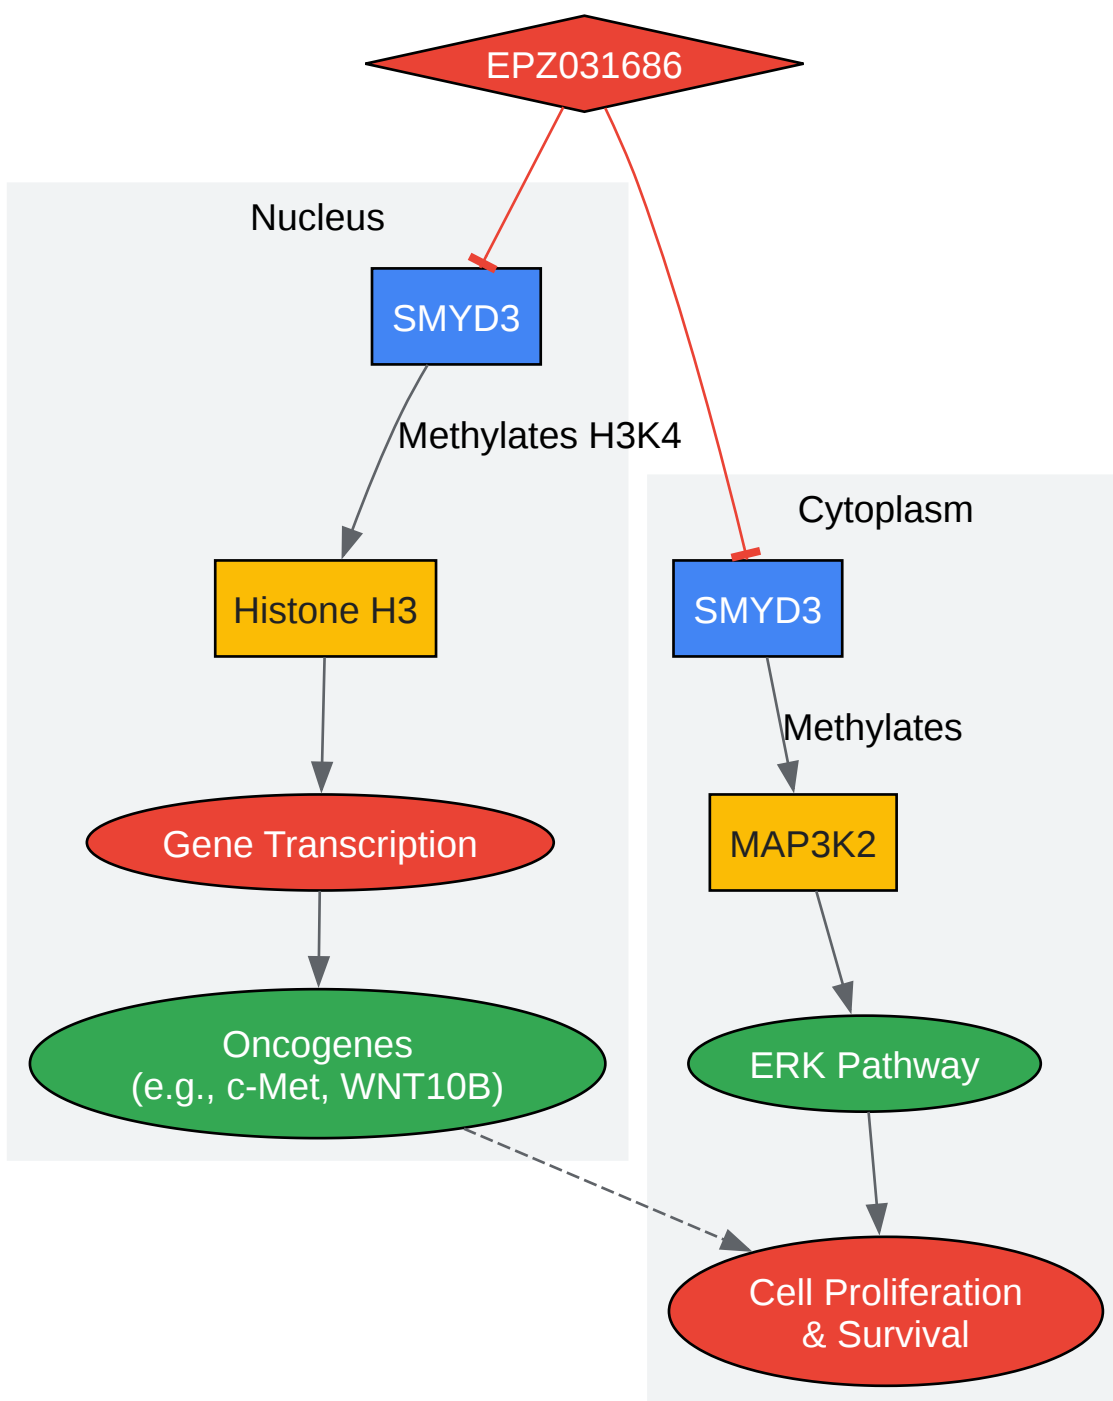 EPZ031686
Nucleus
SMYD3
Methylates H3K4
Histone H3
Gene Transcription
Oncogenes
(e.g., c-Met, WNT10B)
Cytoplasm
SMYD3
Methylates
MAP3K2
ERK Pathway
Cell Proliferation
& Survival